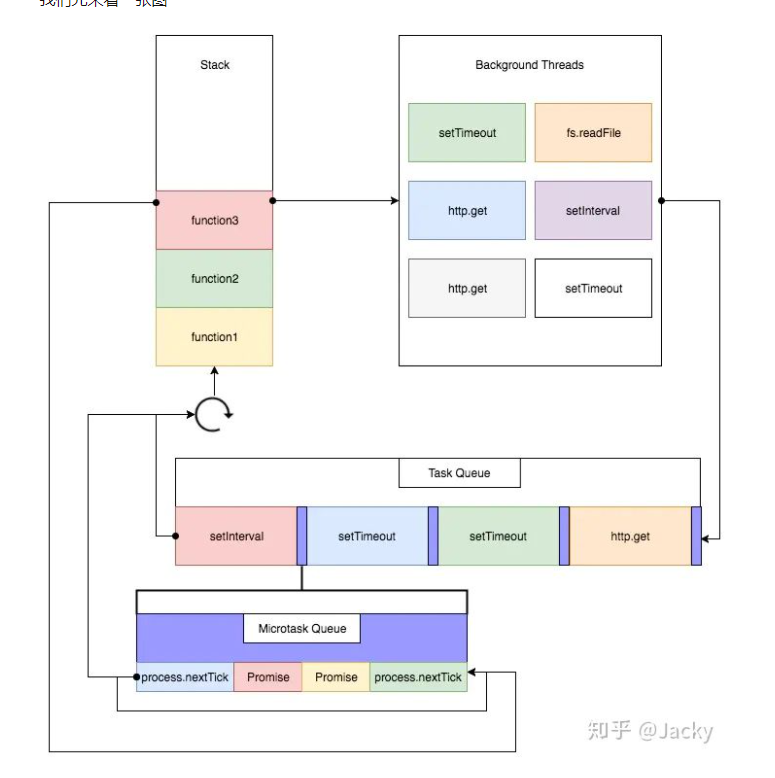 我们先来看一张图
Stack
Background Threads
setTimeout
fs.readFile
function3
http.get
setInterval
function2
http.get
setTimeout
function1
Task Queue
setInterval
setTimeout
setTimeout
http.get
Microtask Queue
process.nextTick
Promise
Promise
process.nextTick
知乎 @Jacky